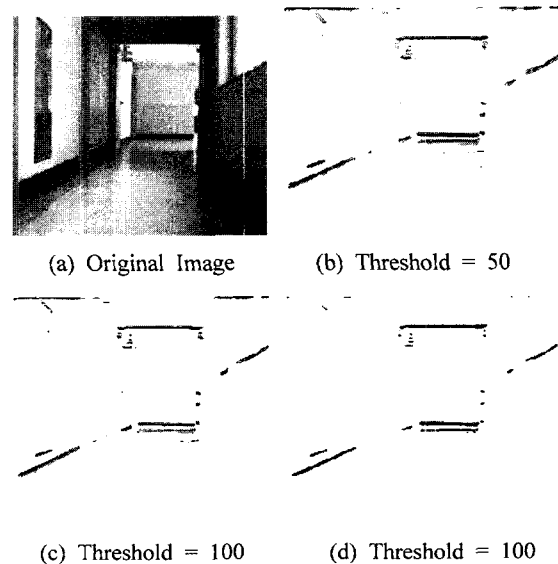 (a) Original Image
(b) Threshold = 50
(c) Threshold = 100
(d) Threshold = 100